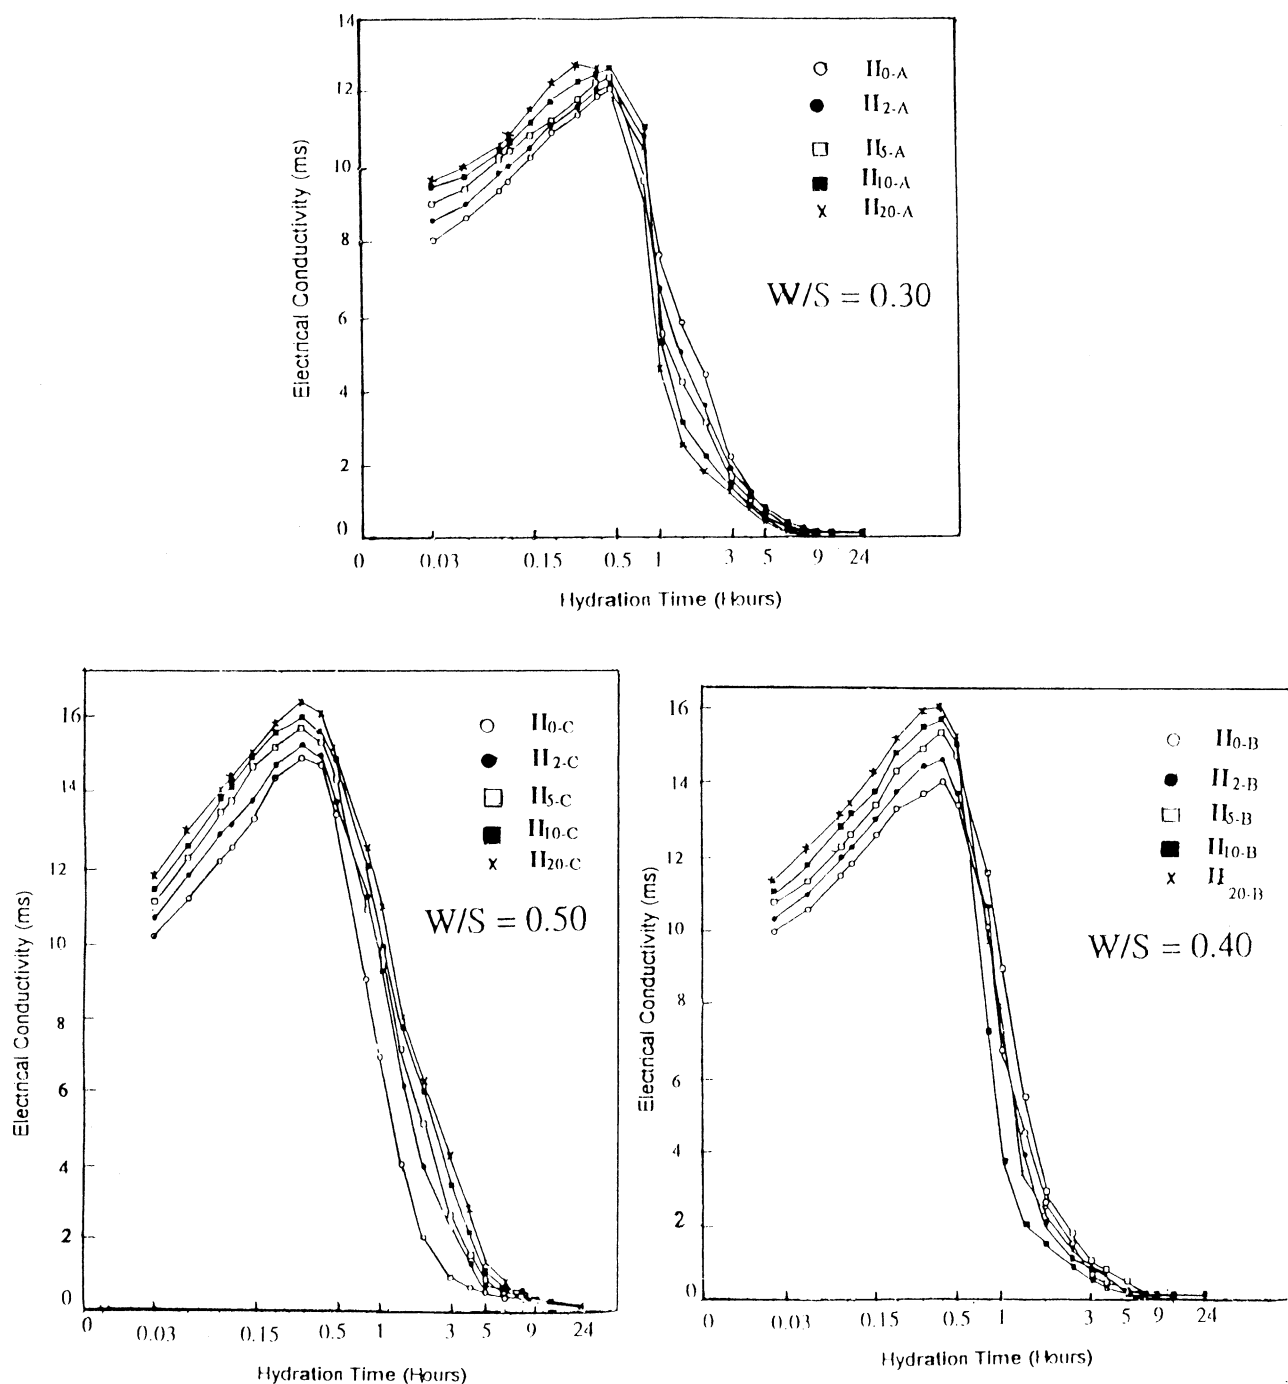 14
12
10
8
6
4
2
0
Electrical Conductivity (ms)
H0-A
H2-A
H5-A
H10-A
H20-A
W/S = 0.30
0 0.03 0.15 0.5 1 3 5 9 24
Hydration Time (Hours)
16
14
12
10
8
6
4
2
0
Electrical Conductivity (ms)
H0-C
H2-C
H5-C
H10-C
H20-C
W/S = 0.50
0 0.03 0.15 0.5 1 3 5 9 24
Hydration Time (Hours)
16
14
12
10
8
6
4
2
0
Electrical Conductivity (ms)
H0-B
H2-B
H5-B
H10-B
H20-B
W/S = 0.40
0 0.03 0.15 0.5 1 3 5 9 24
Hydration Time (Hours)